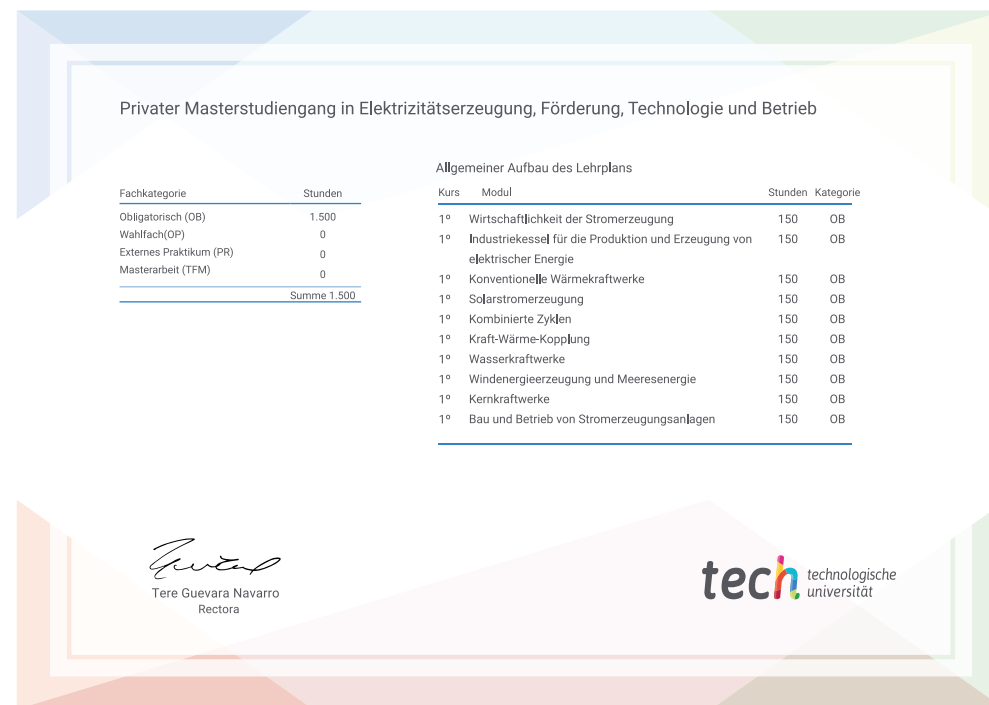 Privater Masterstudiengang in Elektrizitätserzeugung, Förderung, Technologie und Betrieb
Fachkategorie Stunden
Obligatorisch (OB) 1.500
Wahlfach(OP) 0
Externes Praktikum (PR) 0
Masterarbeit (TFM) 0
Summe 1.500
Allgemeiner Aufbau des Lehrplans
Kurs Modul Stunden Kategorie
1º Wirtschaftlichkeit der Stromerzeugung 150 OB
1º Industriekessel für die Produktion und Erzeugung von 150 OB
elektrischer Energie
1º Konventionelle Wärmekraftwerke 150 OB
1º Solarstromerzeugung 150 OB
1º Kombinierte Zyklen 150 OB
1º Kraft-Wärme-Kopplung 150 OB
1º Wasserkraftwerke 150 OB
1º Windenergieerzeugung und Meeresenergie 150 OB
1º Kernkraftwerke 150 OB
1º Bau und Betrieb von Stromerzeugungsanlagen 150 OB
Tere Guevara Navarro
Rectora
tech technologische
universität